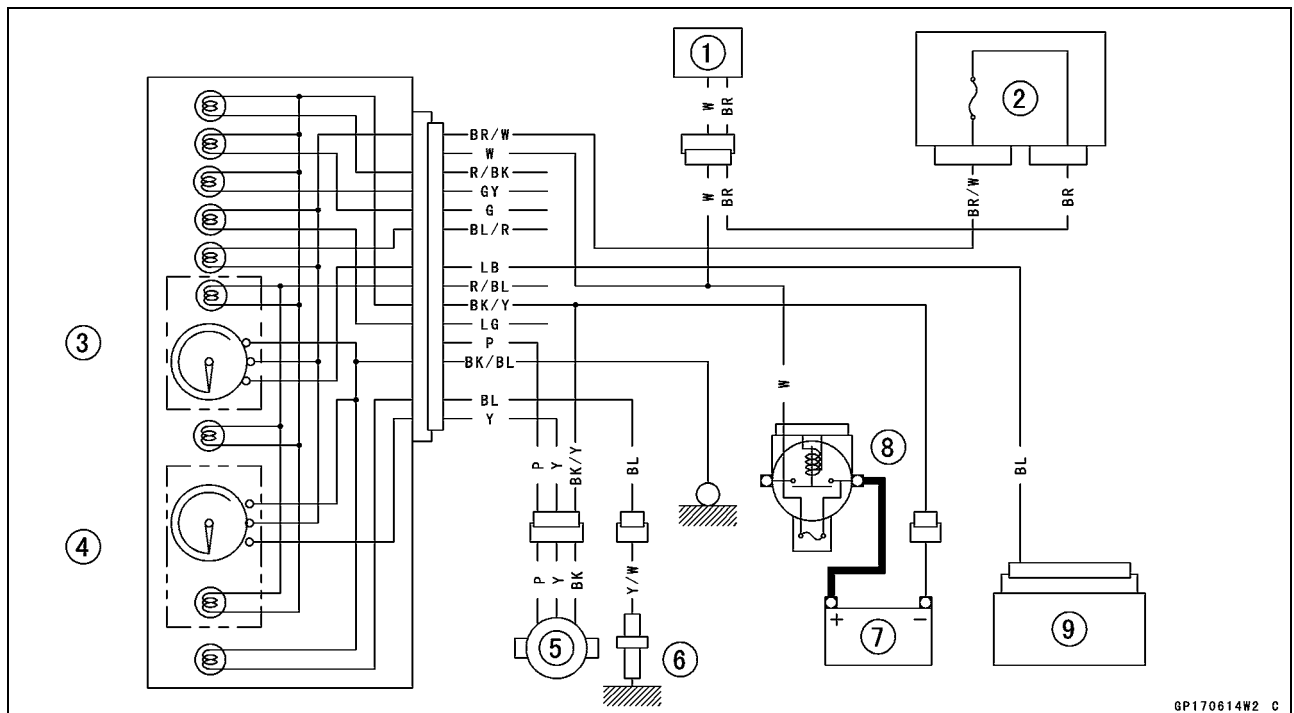 1
2
W
BR
W
BR
BR/W
BR
BR/W
W
R/BK
GY
G
BL/R
LB
R/BL
BK/Y
LG
P
BK/BL
BL
Y
3
4
W
8
P
Y
BK/Y
BL
BL
P
Y
BK
Y/W
5
6
+
−
7
9
GP170614W2 C